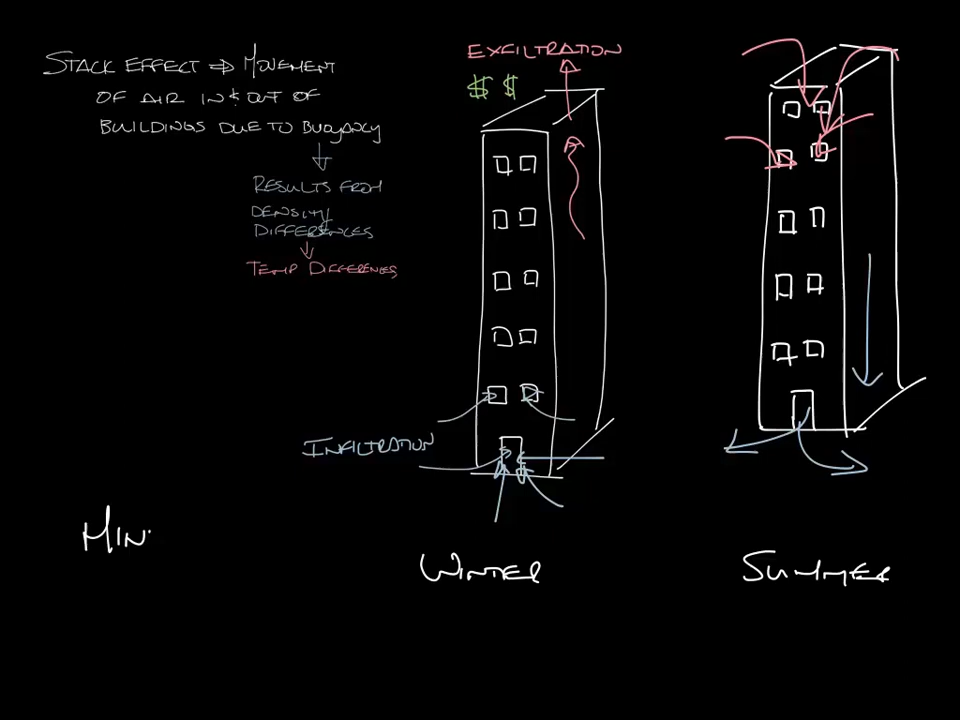 STACK EFFECT ⇒ MOVEMENT
OF AIR IN & OUT OF
BUILDINGS DUE TO BUOYANCY
RESULTS FROM
DENSITY
DIFFERENCES
TEMP DIFFERENCES
EXFILTRATION
$ $
INFILTRATION
MIN
WINTER
SUMMER